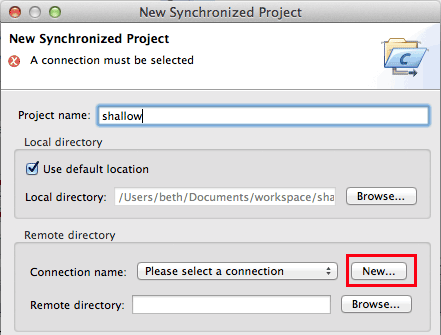 New Synchronized Project
New Synchronized Project
A connection must be selected
C
Project name: shallow
Local directory
Use default location
Local directory: /Users/beth/Documents/workspace/sha Browse...
Remote directory
Connection name: Please select a connection New...
Remote directory: Browse...